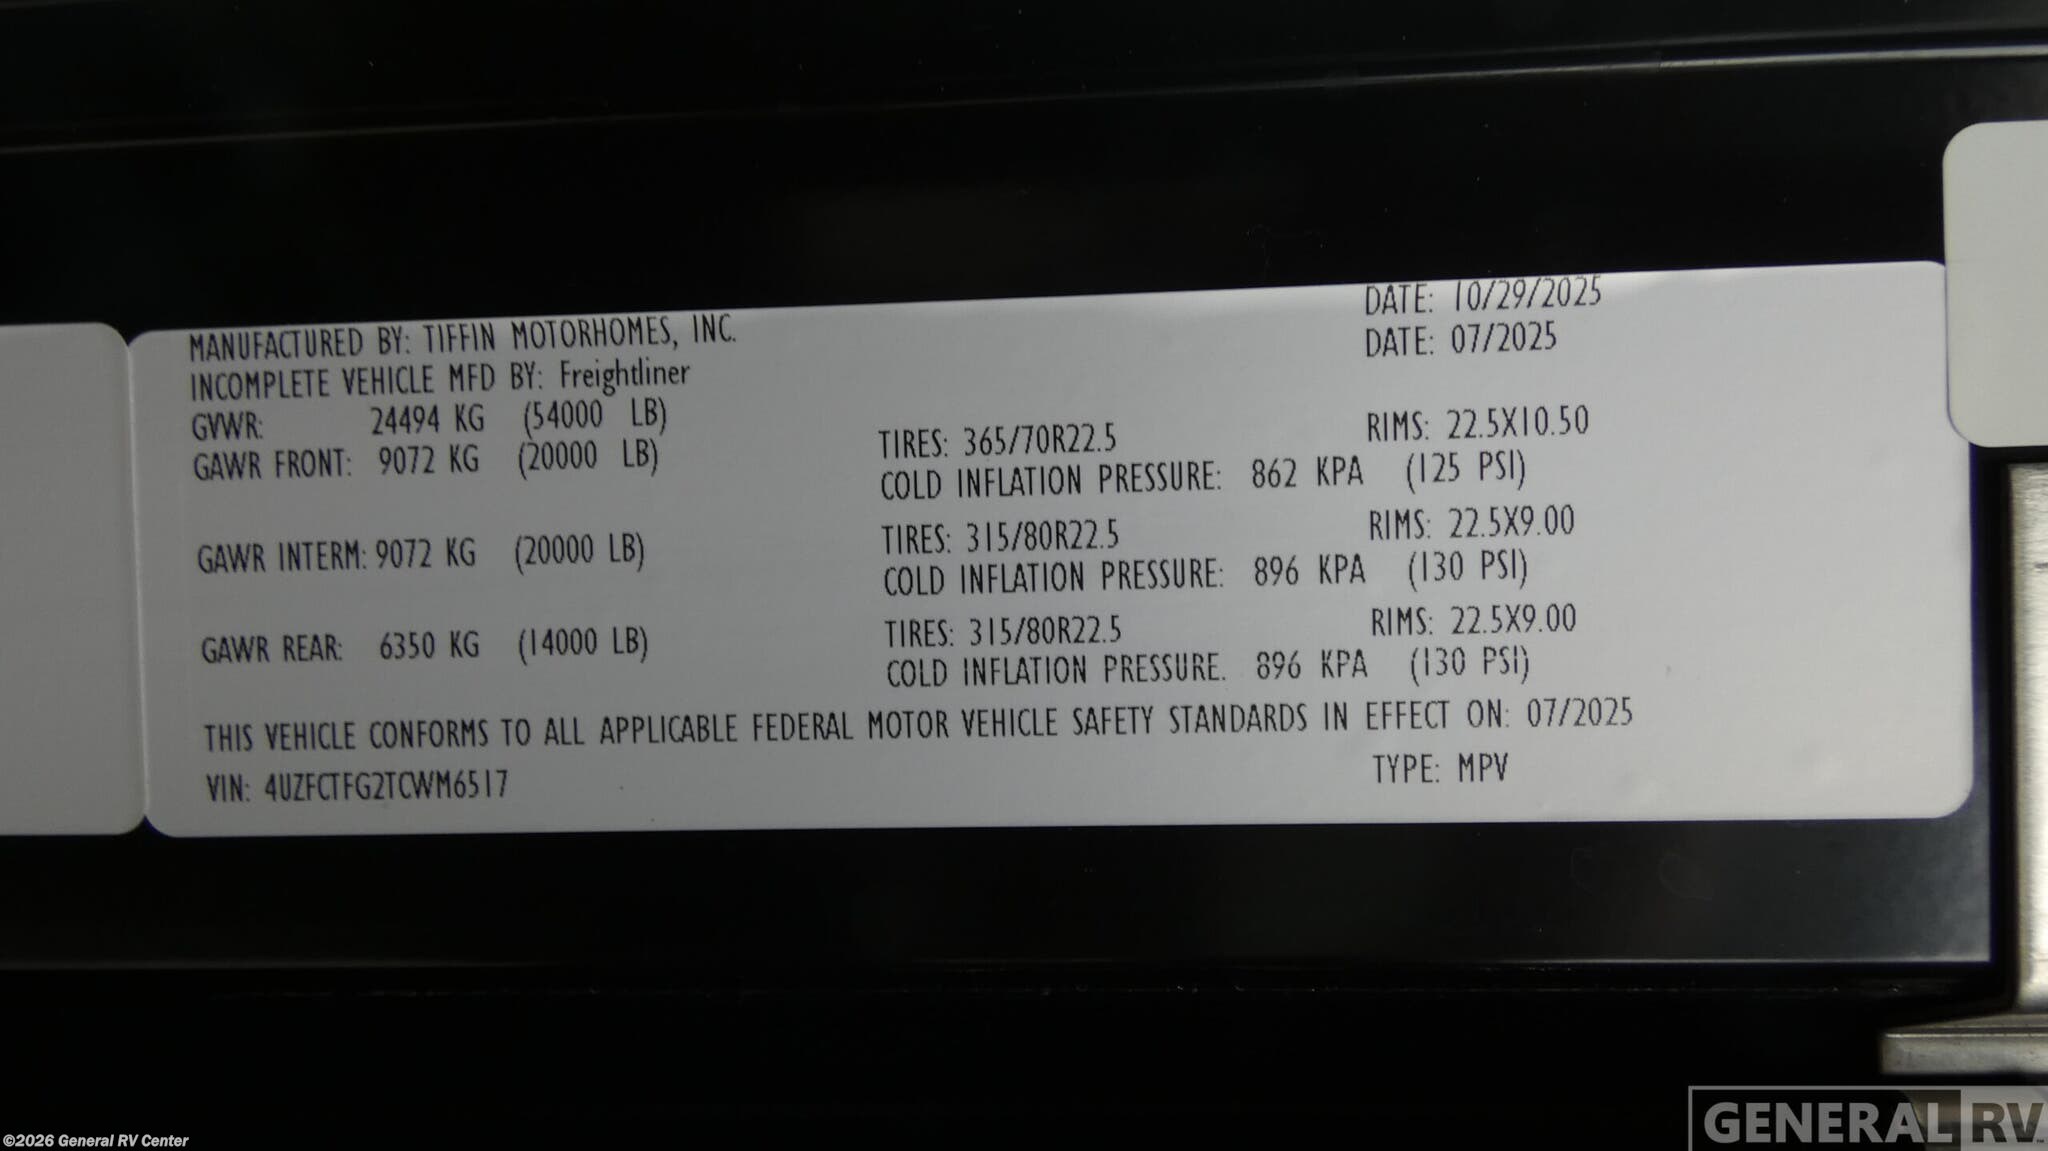 DATE: 10/29/2025
MANUFACTURED BY: TIFFIN MOTORHOMES, INC.
DATE: 07/2025
INCOMPLETE VEHICLE MFD BY: Freightliner
GVWR: 24494 KG (54000 LB)
GAWR FRONT: 9072 KG (20000 LB)
TIRES: 365/70R22.5 RIMS: 22.5X10.50
COLD INFLATION PRESSURE: 862 KPA (125 PSI)
GAWR INTERM: 9072 KG (20000 LB)
TIRES: 315/80R22.5 RIMS: 22.5X9.00
COLD INFLATION PRESSURE: 896 KPA (130 PSI)
GAWR REAR: 6350 KG (14000 LB)
TIRES: 315/80R22.5 RIMS: 22.5X9.00
COLD INFLATION PRESSURE. 896 KPA (130 PSI)
THIS VEHICLE CONFORMS TO ALL APPLICABLE FEDERAL MOTOR VEHICLE SAFETY STANDARDS IN EFFECT ON: 07/2025
VIN: 4UZFCTFG2TCWM6517 TYPE: MPV
©2026 General RV Center
GENERAL RV